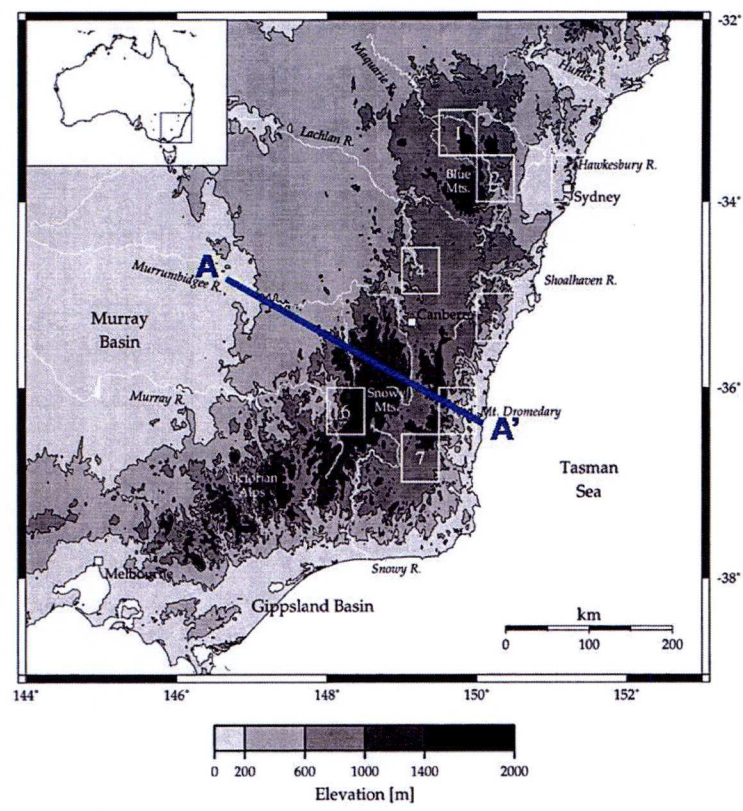 -32°
Macquarie R.
Hunter
Lachlan R.
1
Hawkesbury R.
Blue
Mts.
2
Sydney
-34°
A
Murrumbidgee R.
4
Shoalhaven R.
Canberra
Murray
Basin
-36°
Murray R.
Snowy
Mts.
6
Mt. Dromedary
A'
7
Victorian
Alps
Tasman
Sea
Melbourne
Snowy R.
-38°
Gippsland Basin
km
0 100 200
144° 146° 148° 150° 152°
0 200 600 1000 1400 2000
Elevation [m]